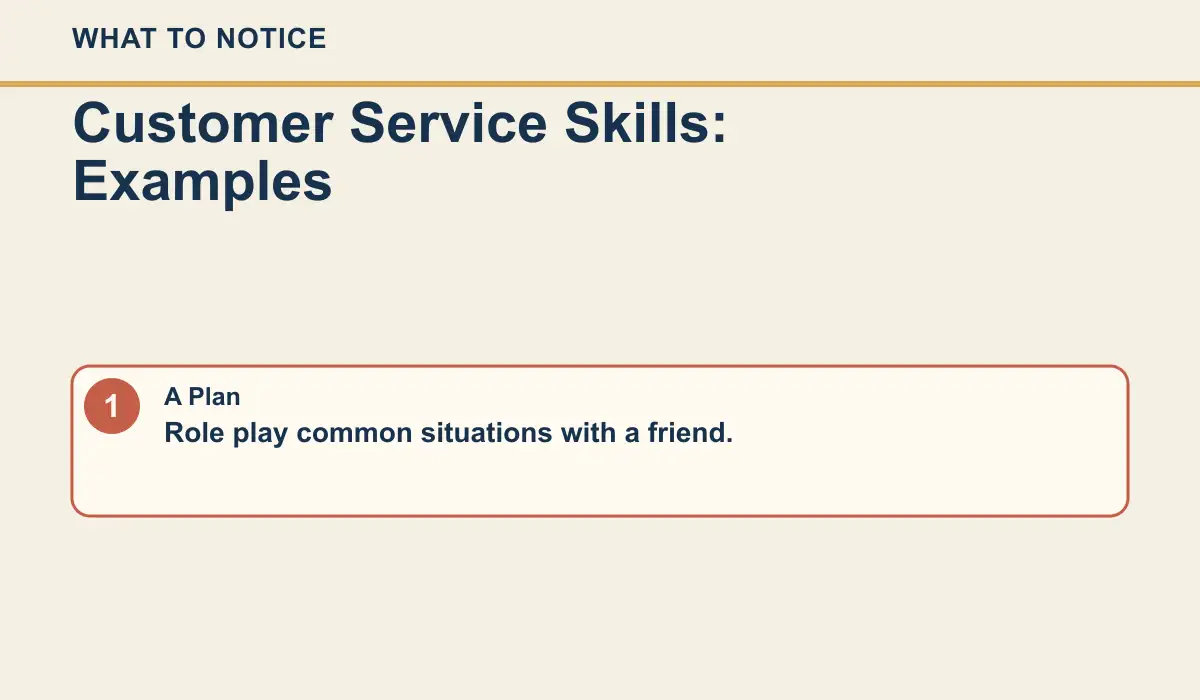 WHAT TO NOTICE
Customer Service Skills:
Examples
1
A Plan
Role play common situations with a friend.